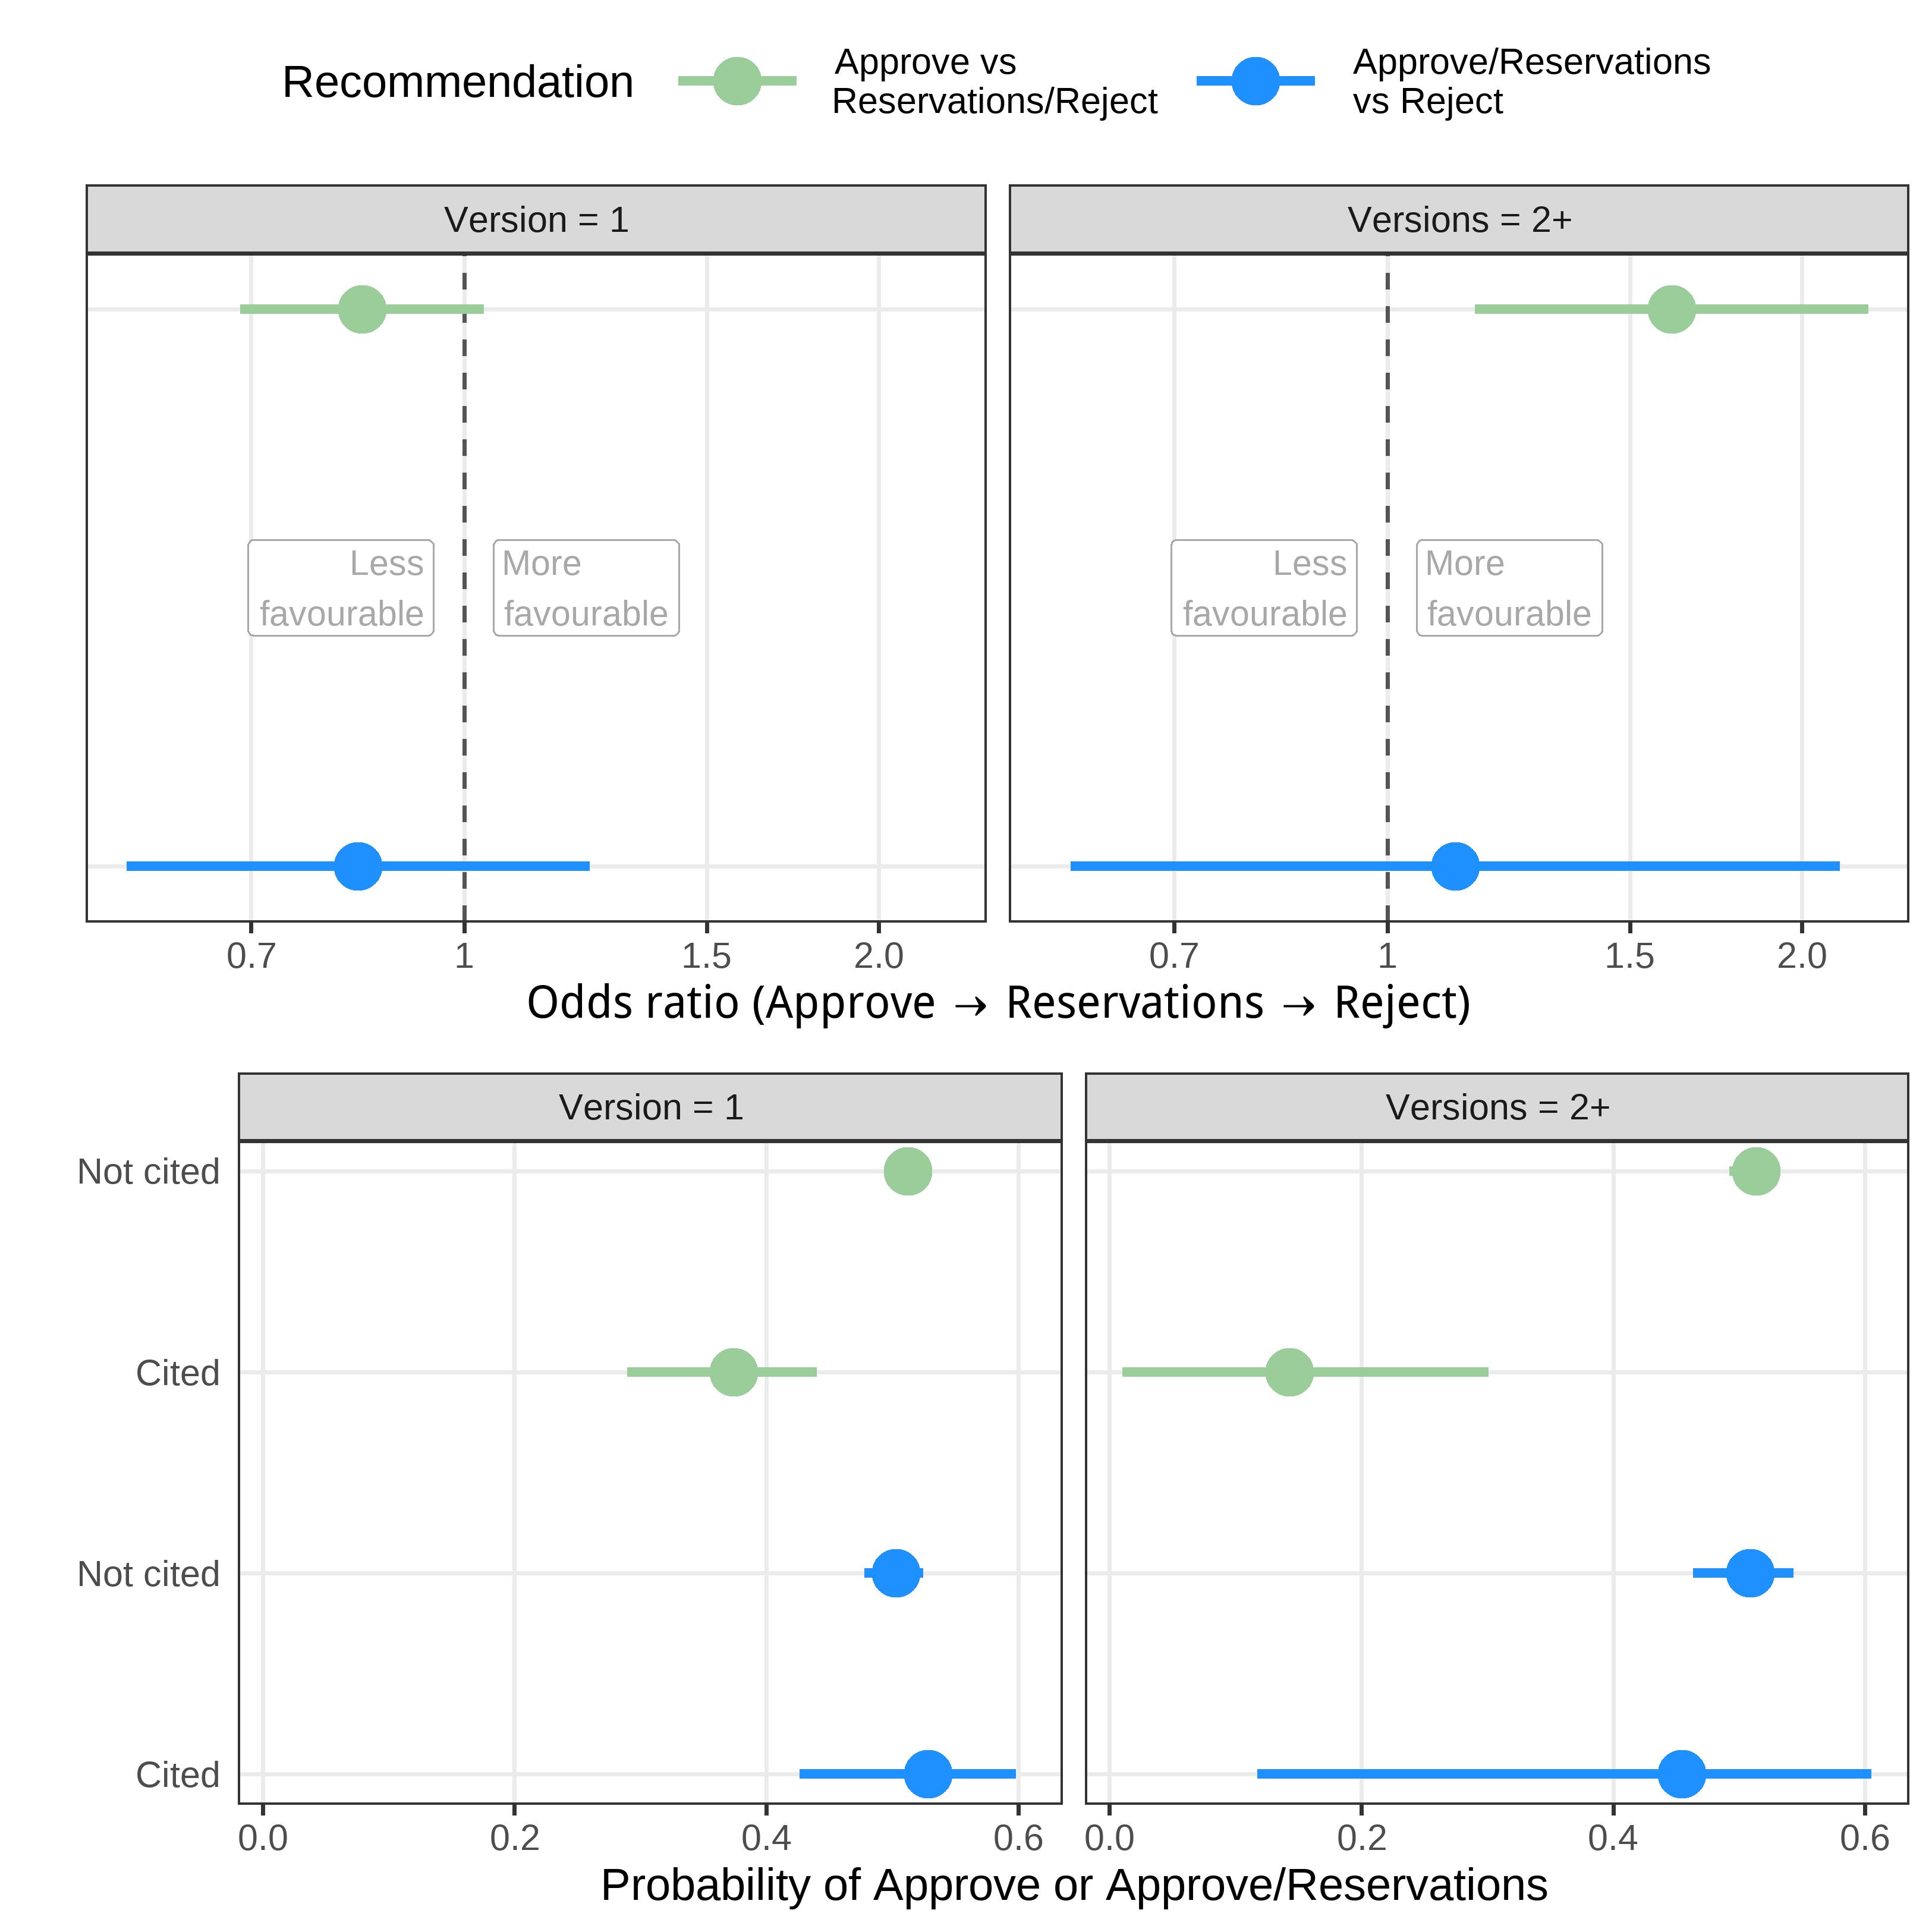 Recommendation
Approve vs
Reservations/Reject
Approve/Reservations
vs Reject
Version = 1
Versions = 2+
Less
favourable
More
favourable
Less
favourable
More
favourable
0.7 1 1.5 2.0
0.7 1 1.5 2.0
Odds ratio (Approve → Reservations → Reject)
Version = 1
Versions = 2+
Not cited
Cited
Not cited
Cited
0.0 0.2 0.4 0.6
0.0 0.2 0.4 0.6
Probability of Approve or Approve/Reservations